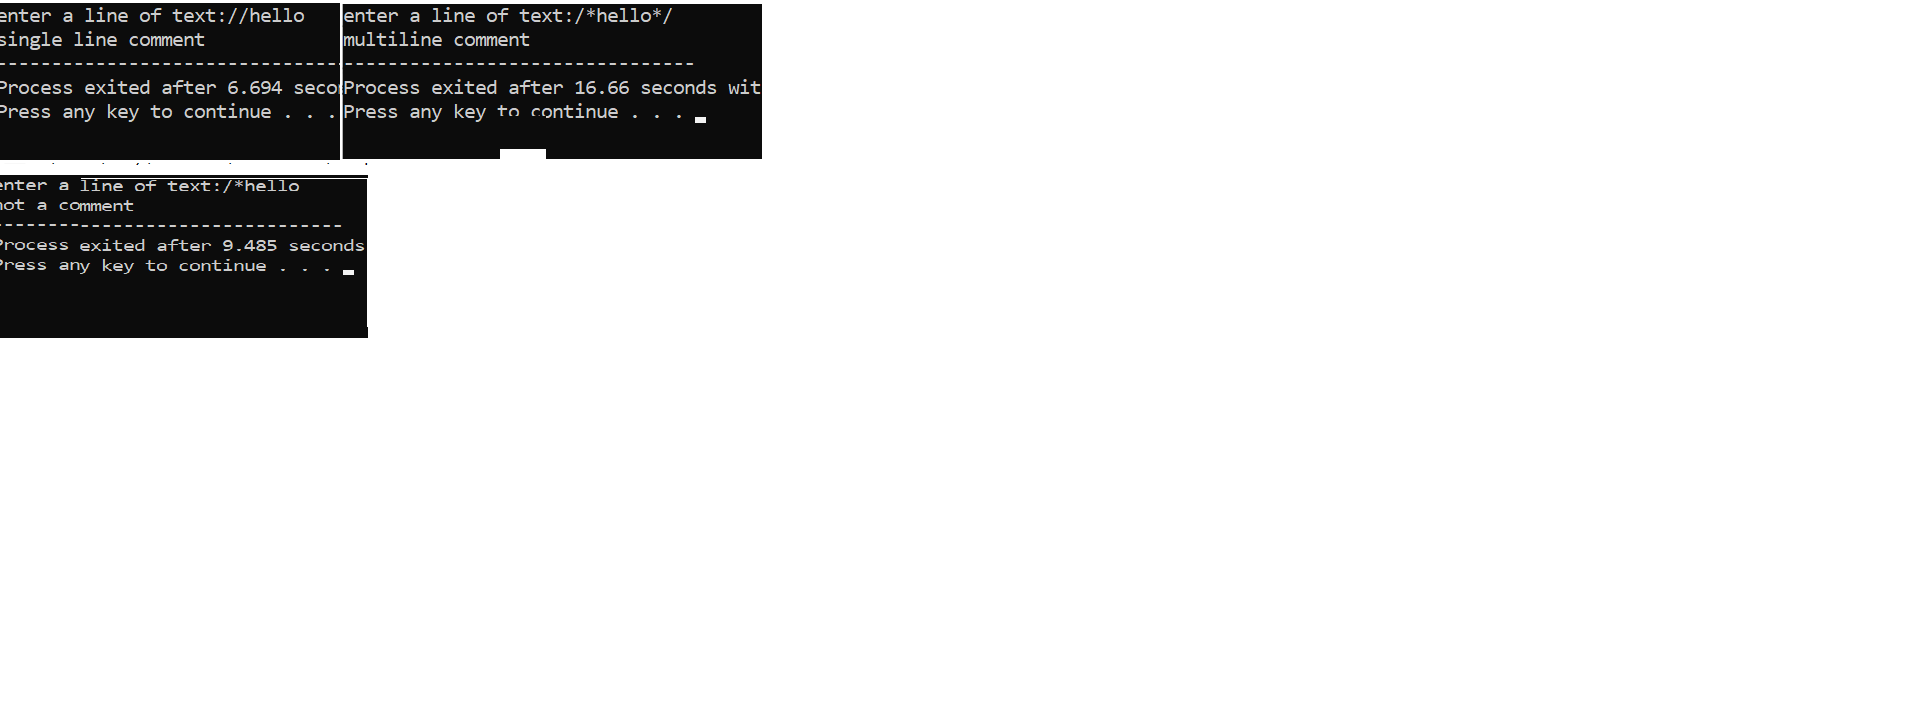 enter a line of text://hello
single line comment
--------------------------------
Process exited after 6.694 secon
Press any key to continue . . .
enter a line of text:/*hello*/
multiline comment
--------------------------------
Process exited after 16.66 seconds wit
Press any key to continue . . .
enter a line of text:/*hello
not a comment
--------------------------------
Process exited after 9.485 seconds
Press any key to continue . . .